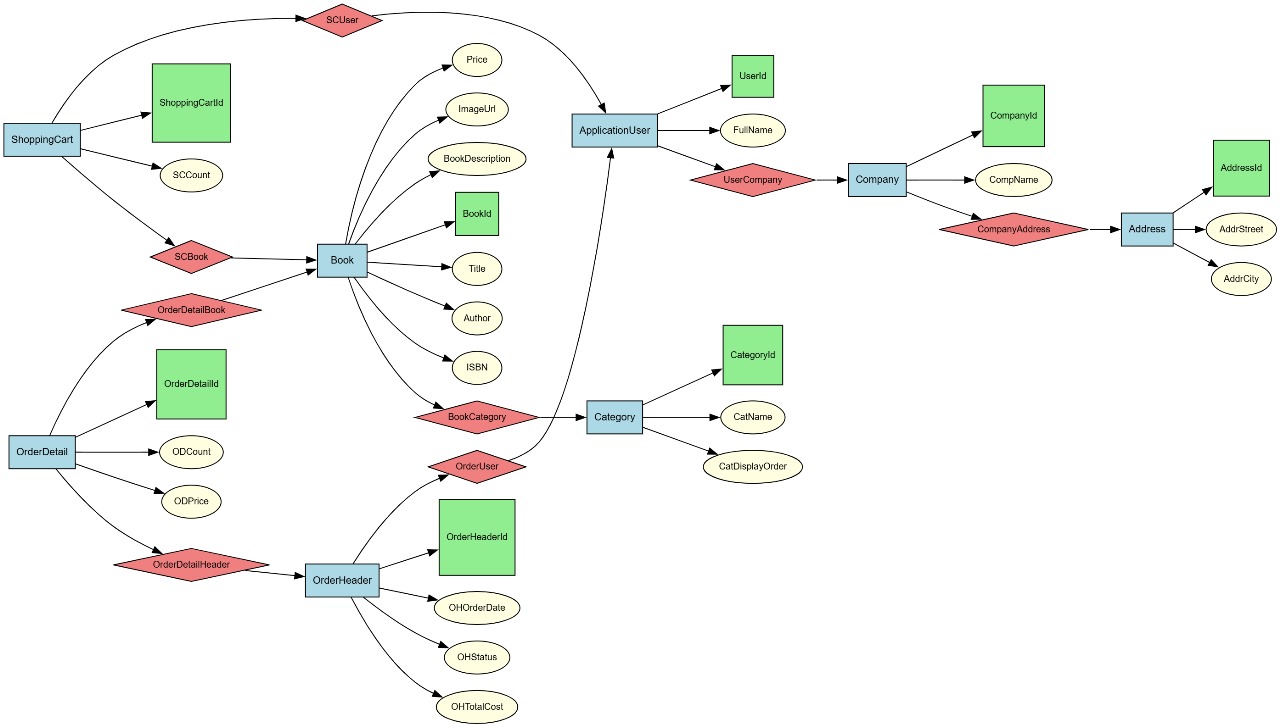 SCUser
Price
UserId
ShoppingCartId
ImageUrl
CompanyId
ApplicationUser
FullName
ShoppingCart
BookDescription
AddressId
SCCount
UserCompany
Company
CompName
BookId
CompanyAddress
Address
AddrStreet
SCBook
Book
Title
AddrCity
OrderDetailBook
Author
ISBN
CategoryId
OrderDetailId
BookCategory
Category
CatName
OrderDetail
ODCount
OrderUser
CatDisplayOrder
ODPrice
OrderHeaderId
OrderDetailHeader
OrderHeader
OHOrderDate
OHStatus
OHTotalCost